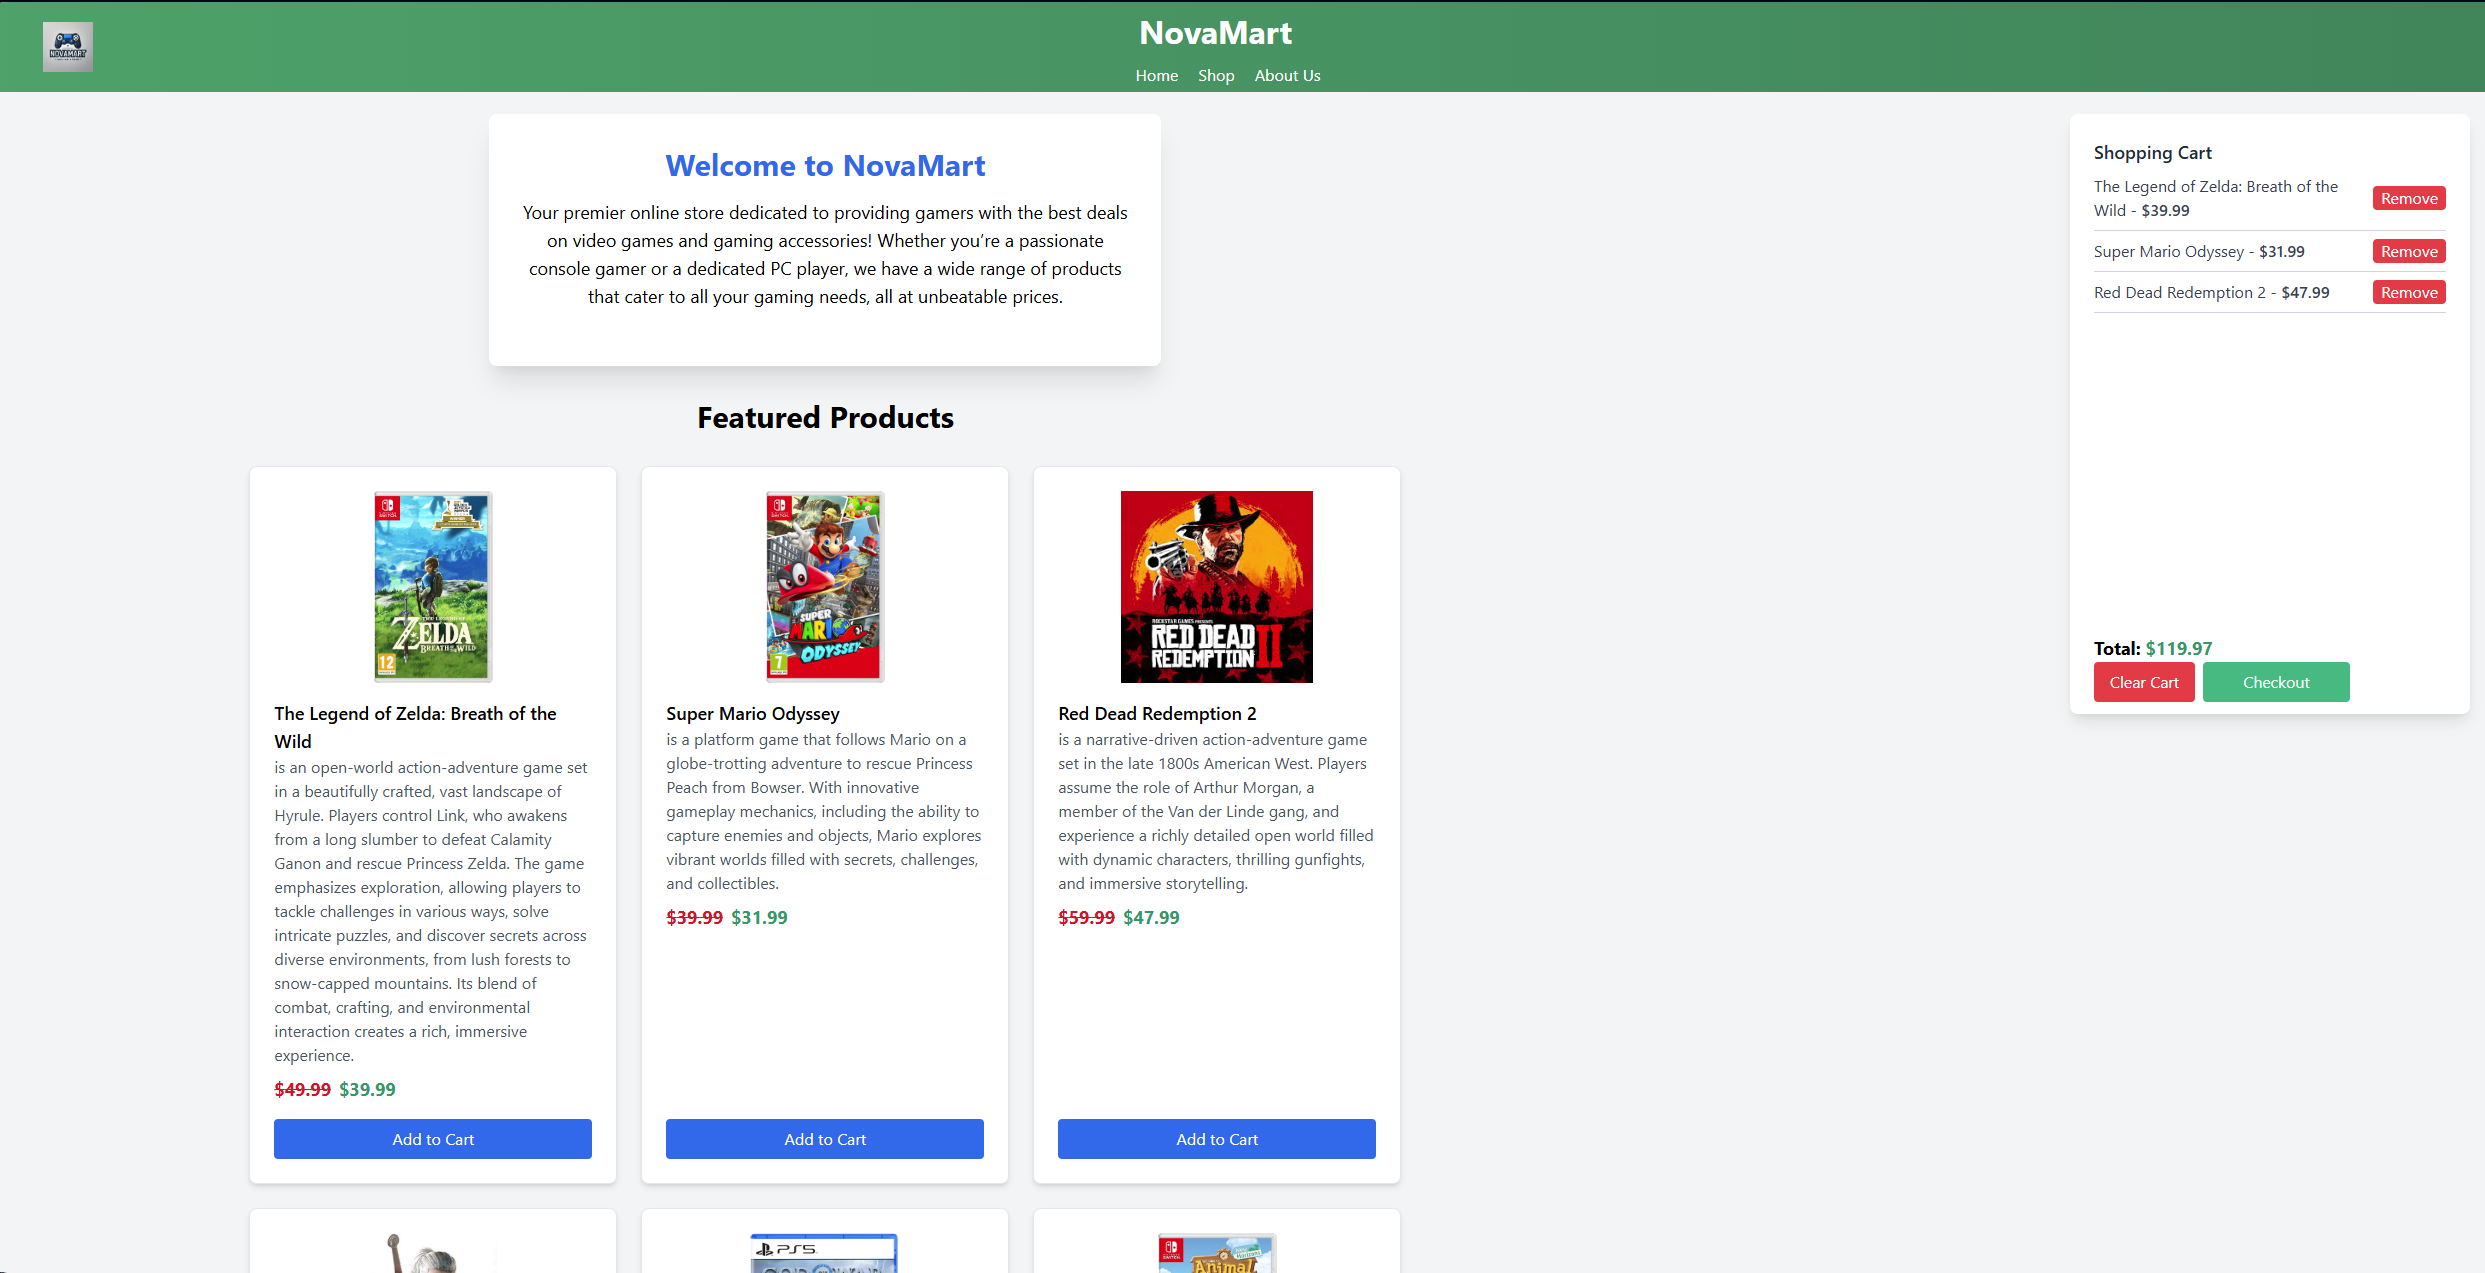 NOVAMART
NovaMart
Home Shop About Us
Welcome to NovaMart
Your premier online store dedicated to providing gamers with the best deals
on video games and gaming accessories! Whether you’re a passionate
console gamer or a dedicated PC player, we have a wide range of products
that cater to all your gaming needs, all at unbeatable prices.
Shopping Cart
The Legend of Zelda: Breath of the
Wild - $39.99
Remove
Super Mario Odyssey - $31.99
Remove
Red Dead Redemption 2 - $47.99
Remove
Total: $119.97
Clear Cart
Checkout
Featured Products
THE LEGEND OF
ZELDA
BREATH OF THE WILD
12
The Legend of Zelda: Breath of the
Wild
is an open-world action-adventure game set
in a beautifully crafted, vast landscape of
Hyrule. Players control Link, who awakens
from a long slumber to defeat Calamity
Ganon and rescue Princess Zelda. The game
emphasizes exploration, allowing players to
tackle challenges in various ways, solve
intricate puzzles, and discover secrets across
diverse environments, from lush forests to
snow-capped mountains. Its blend of
combat, crafting, and environmental
interaction creates a rich, immersive
experience.
$49.99 $39.99
Add to Cart
SUPER
MARIO
ODYSSEY
7
Super Mario Odyssey
is a platform game that follows Mario on a
globe-trotting adventure to rescue Princess
Peach from Bowser. With innovative
gameplay mechanics, including the ability to
capture enemies and objects, Mario explores
vibrant worlds filled with secrets, challenges,
and collectibles.
$39.99 $31.99
Add to Cart
ROCKSTAR GAMES PRESENTS
RED DEAD
REDEMPTION II
Red Dead Redemption 2
is a narrative-driven action-adventure game
set in the late 1800s American West. Players
assume the role of Arthur Morgan, a
member of the Van der Linde gang, and
experience a richly detailed open world filled
with dynamic characters, thrilling gunfights,
and immersive storytelling.
$59.99 $47.99
Add to Cart
PS5
Animal